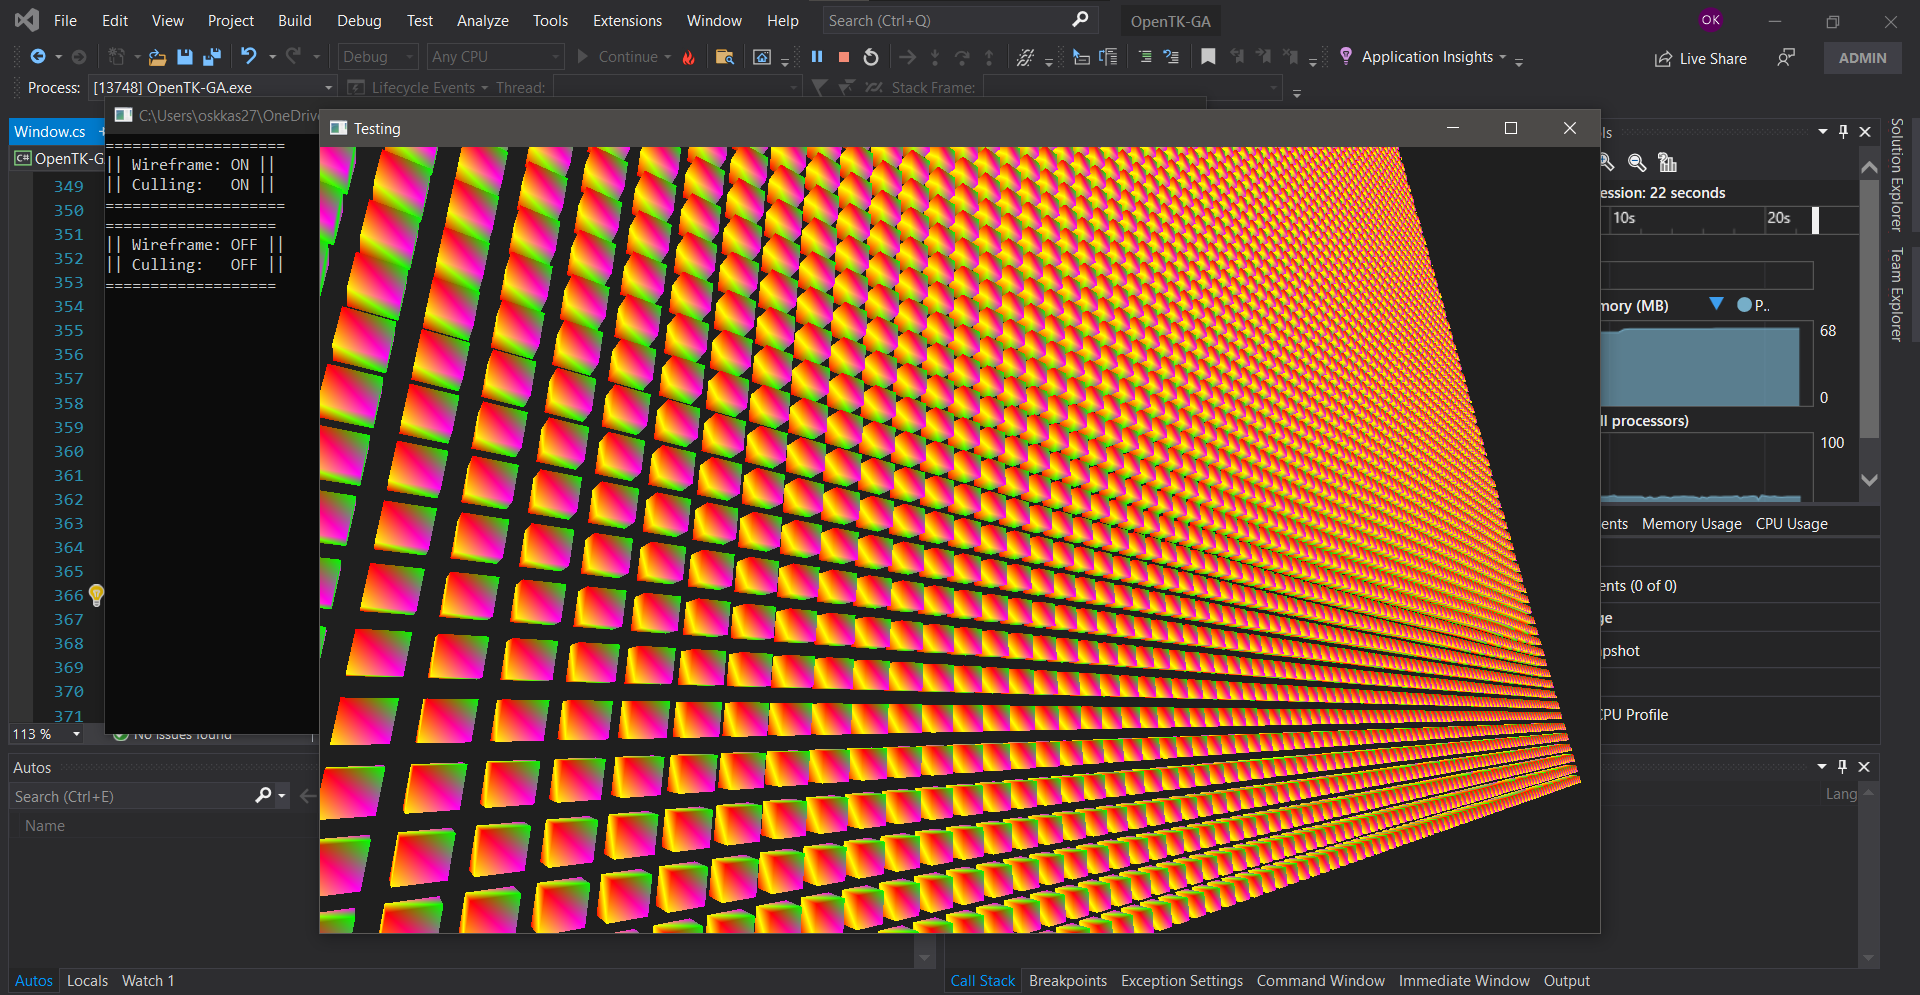 File Edit View Project Build Debug Test Analyze Tools Extensions Window Help Search (Ctrl+Q) OpenTK-GA OK
Debug Any CPU Continue Application Insights Live Share ADMIN
Process: [13748] OpenTK-GA.exe Lifecycle Events Thread: Stack Frame:
C:\Users\oskkas27\OneDrive
Testing
Window.cs
C# OpenTK-G
====================
|| Wireframe: ON ||
|| Culling:   ON ||
====================
===================
|| Wireframe: OFF ||
|| Culling:   OFF ||
===================
349
350
351
352
353
354
355
356
357
358
359
360
361
362
363
364
365
366
367
368
369
370
371
113 % No issues found
ls
ession: 22 seconds
10s 20s
mory (MB) P..
68
0
ll processors)
100
ents Memory Usage CPU Usage
ents (0 of 0)
ge
apshot
CPU Profile
Solution Explorer
Team Explorer
Autos
Search (Ctrl+E)
Name
Lang
Autos Locals Watch 1
Call Stack Breakpoints Exception Settings Command Window Immediate Window Output